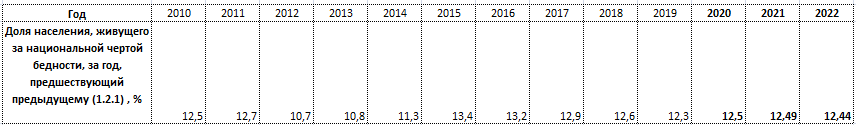 Год 2010 2011 2012 2013 2014 2015 2016 2017 2018 2019 2020 2021 2022
Доля населения, живущего
за национальной чертой
бедности, за год,
предшествующий
предыдущему (1.2.1) , %
12,5 12,7 10,7 10,8 11,3 13,4 13,2 12,9 12,6 12,3 12,5 12,49 12,44